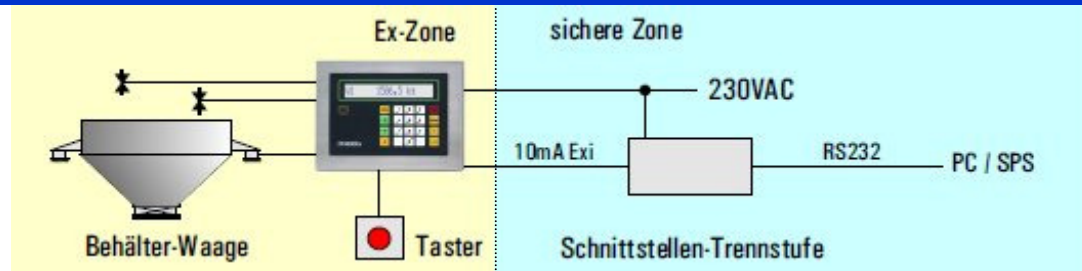 Ex-Zone
sichere Zone
230VAC
10mA Exi
RS232
PC / SPS
Behälter-Waage
Taster
Schnittstellen-Trennstufe